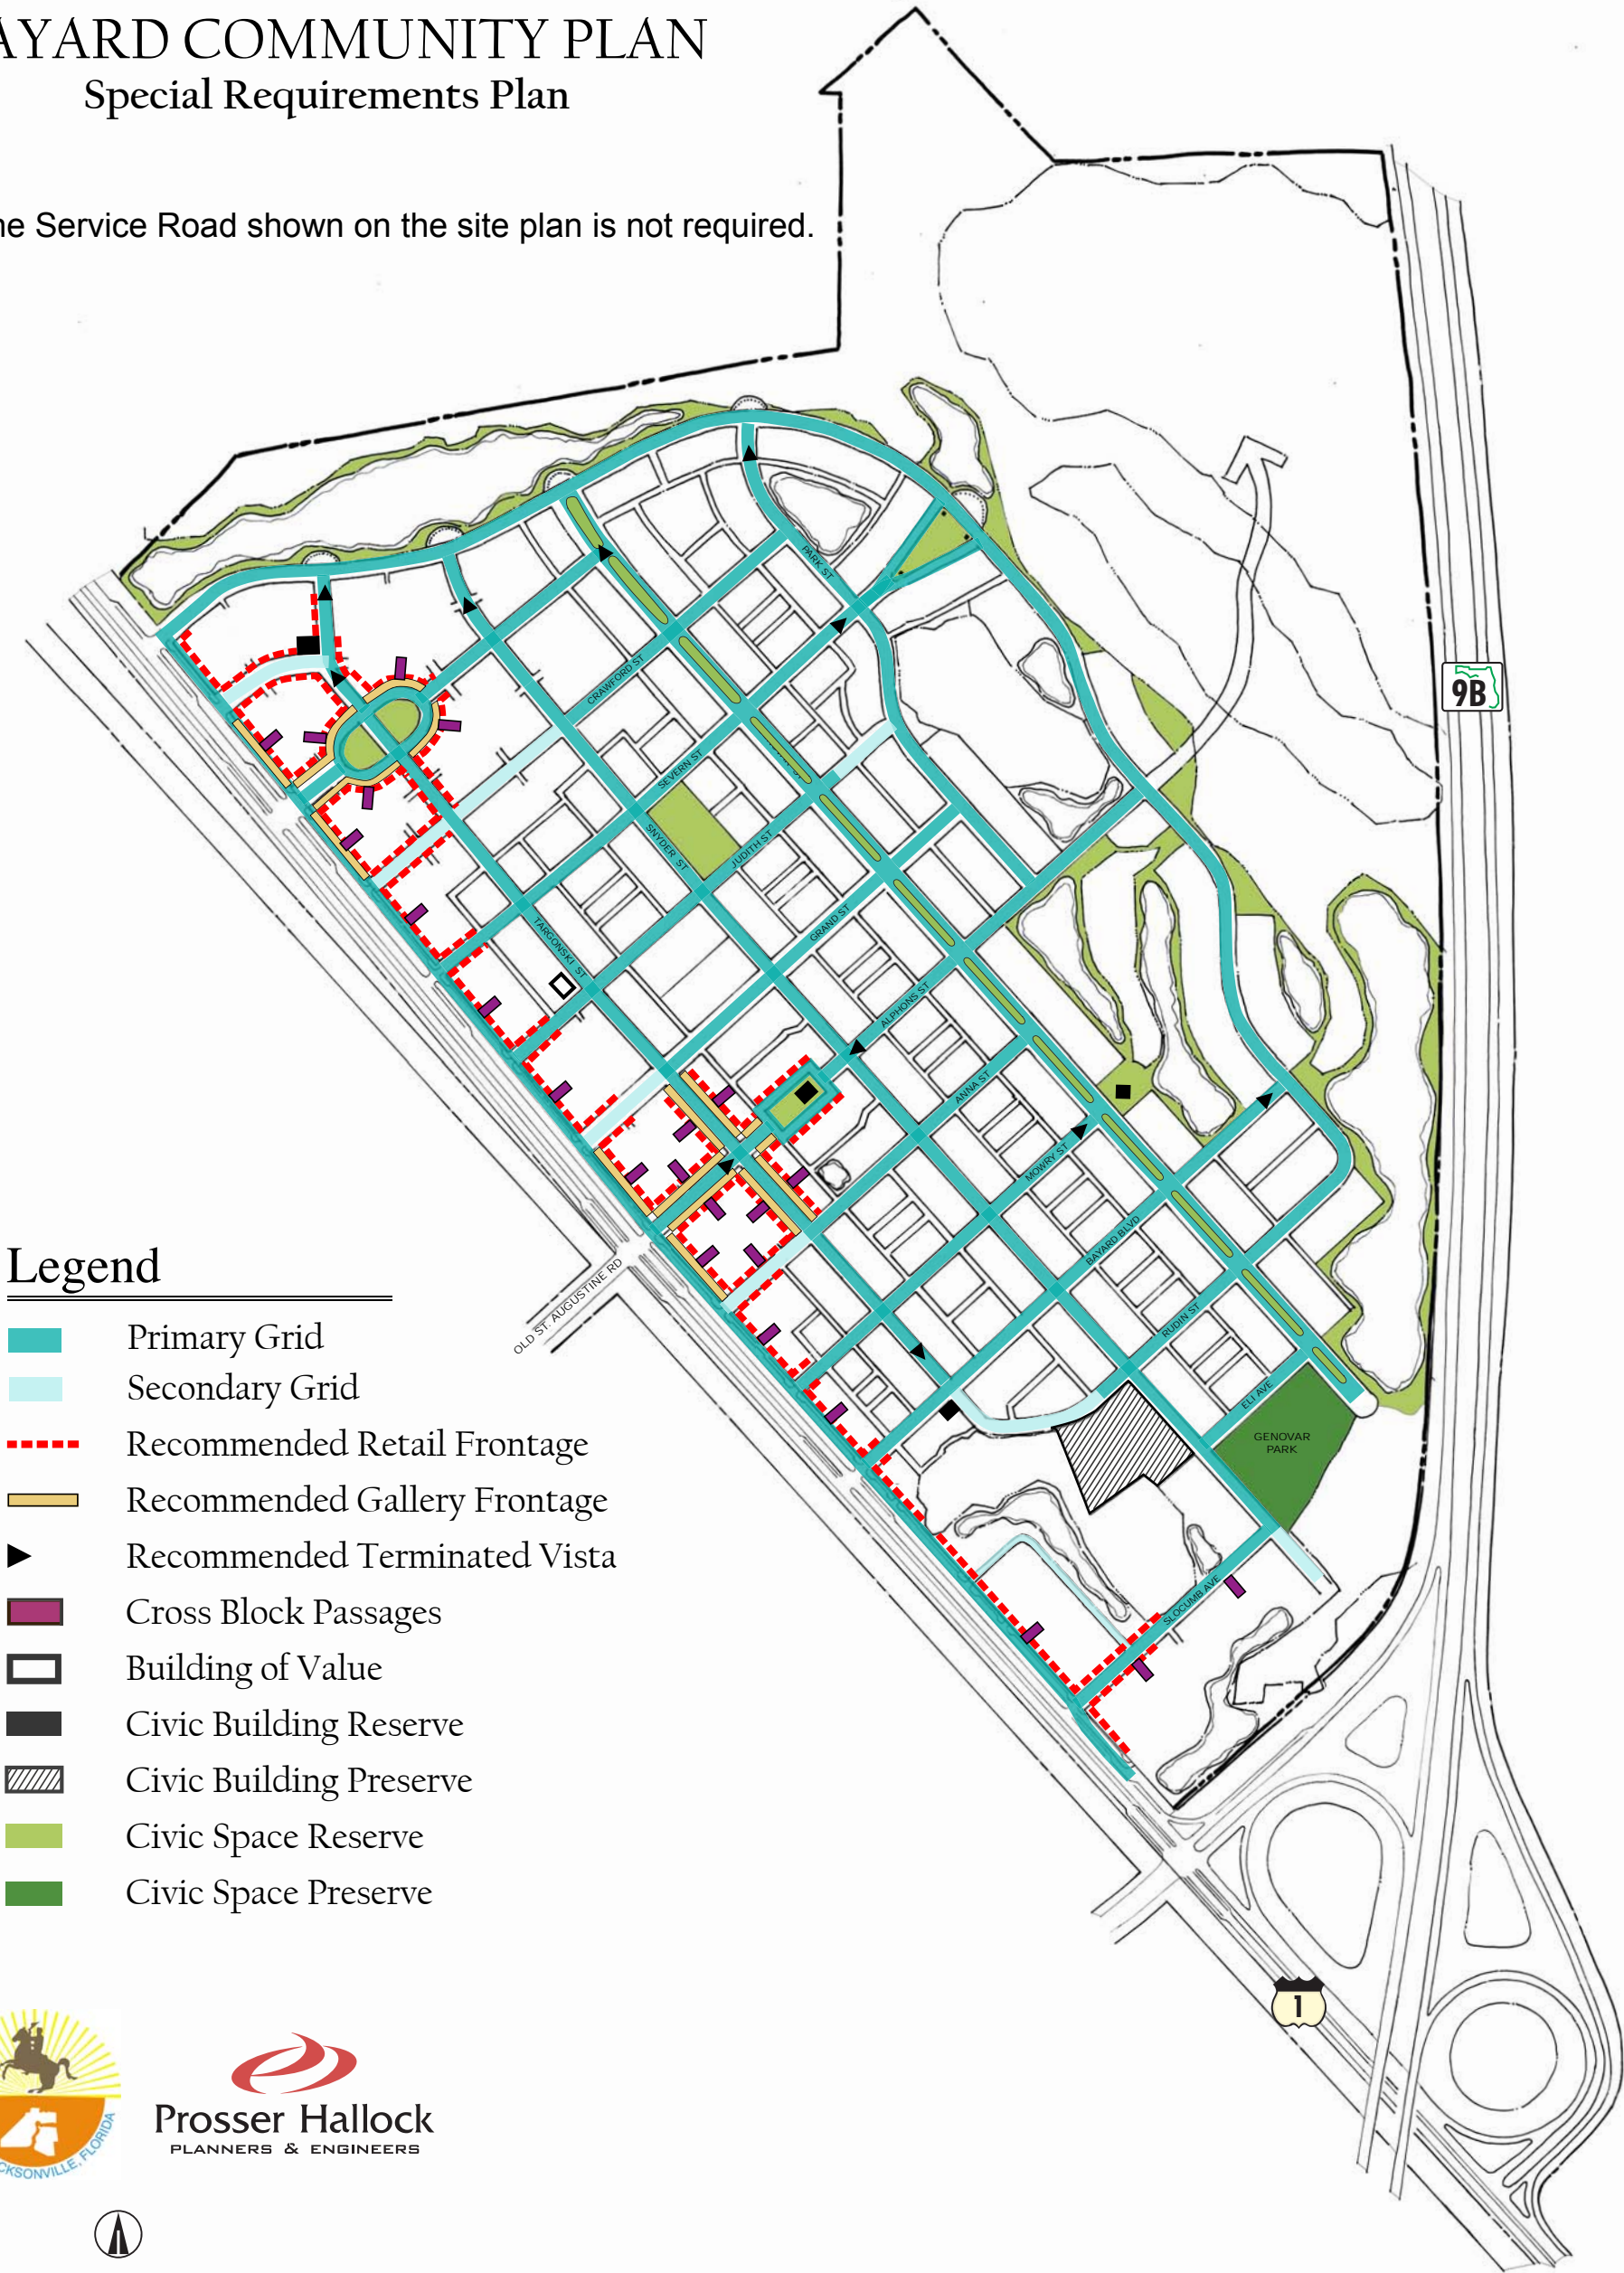 AYARD COMMUNITY PLAN
Special Requirements Plan
he Service Road shown on the site plan is not required.
9B
PARK ST
CRAWFORD ST
SEVERN ST
SNYDER ST
JUDITH ST
TARGONSKI ST
GRAND ST
ALPHONS ST
ANNA ST
MOWRY ST
BAYARD BLVD
RUDIN ST
ELI AVE
GENOVAR
PARK
SLOCUMB AVE
OLD ST. AUGUSTINE RD
Legend
Primary Grid
Secondary Grid
Recommended Retail Frontage
Recommended Gallery Frontage
Recommended Terminated Vista
Cross Block Passages
Building of Value
Civic Building Reserve
Civic Building Preserve
Civic Space Reserve
Civic Space Preserve
1
CKSONVILLE, FLORIDA
Prosser Hallock
PLANNERS & ENGINEERS